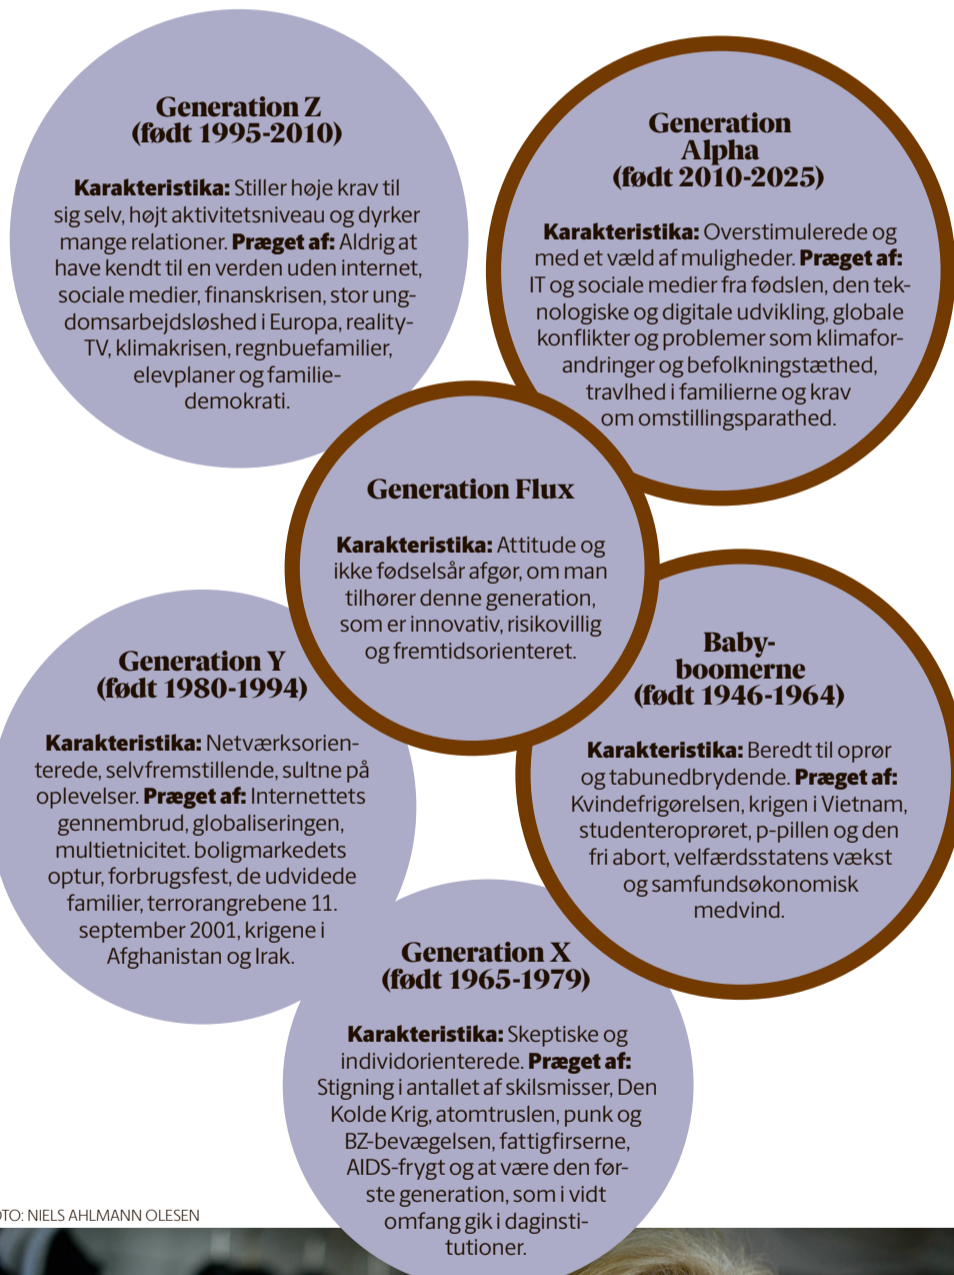 Generation Z
(født 1995-2010)
Karakteristika: Stiller høje krav til
sig selv, højt aktivitetsniveau og dyrker
mange relationer. Præget af: Aldrig at
have kendt til en verden uden internet,
sociale medier, finanskrisen, stor ung-
domsarbejdsløshed i Europa, reality-
TV, klimakrisen, regnbuefamilier,
elevplaner og familie-
demokrati.
Generation
Alpha
(født 2010-2025)
Karakteristika: Overstimulerede og
med et væld af muligheder. Præget af:
IT og sociale medier fra fødslen, den tek-
nologiske og digitale udvikling, globale
konflikter og problemer som klimafor-
andringer og befolkningstæthed,
travlhed i familierne og krav
om omstillingsparathed.
Generation Flux
Karakteristika: Attitude og
ikke fødselsår afgør, om man
tilhører denne generation,
som er innovativ, risikovillig
og fremtidsorienteret.
Generation Y
(født 1980-1994)
Karakteristika: Netværksorien-
terede, selvfremstillende, sultne på
oplevelser. Præget af: Internettets
gennembrud, globaliseringen,
multietnicitet. boligmarkedets
optur, forbrugsfest, de udvidede
familier, terrorangrebene 11.
september 2001, krigene i
Afghanistan og Irak.
Baby-
boomerne
(født 1946-1964)
Karakteristika: Beredt til oprør
og tabunedbrydende. Præget af:
Kvindefrigørelsen, krigen i Vietnam,
studenteroprøret, p-pillen og den
fri abort, velfærdsstatens vækst
og samfundsøkonomisk
medvind.
Generation X
(født 1965-1979)
Karakteristika: Skeptiske og
individorienterede. Præget af:
Stigning i antallet af skilsmisser, Den
Kolde Krig, atomtruslen, punk og
BZ-bevægelsen, fattigfirserne,
AIDS-frygt og at være den før-
ste generation, som i vidt
omfang gik i daginsti-
tutioner.
OTO: NIELS AHLMANN OLESEN